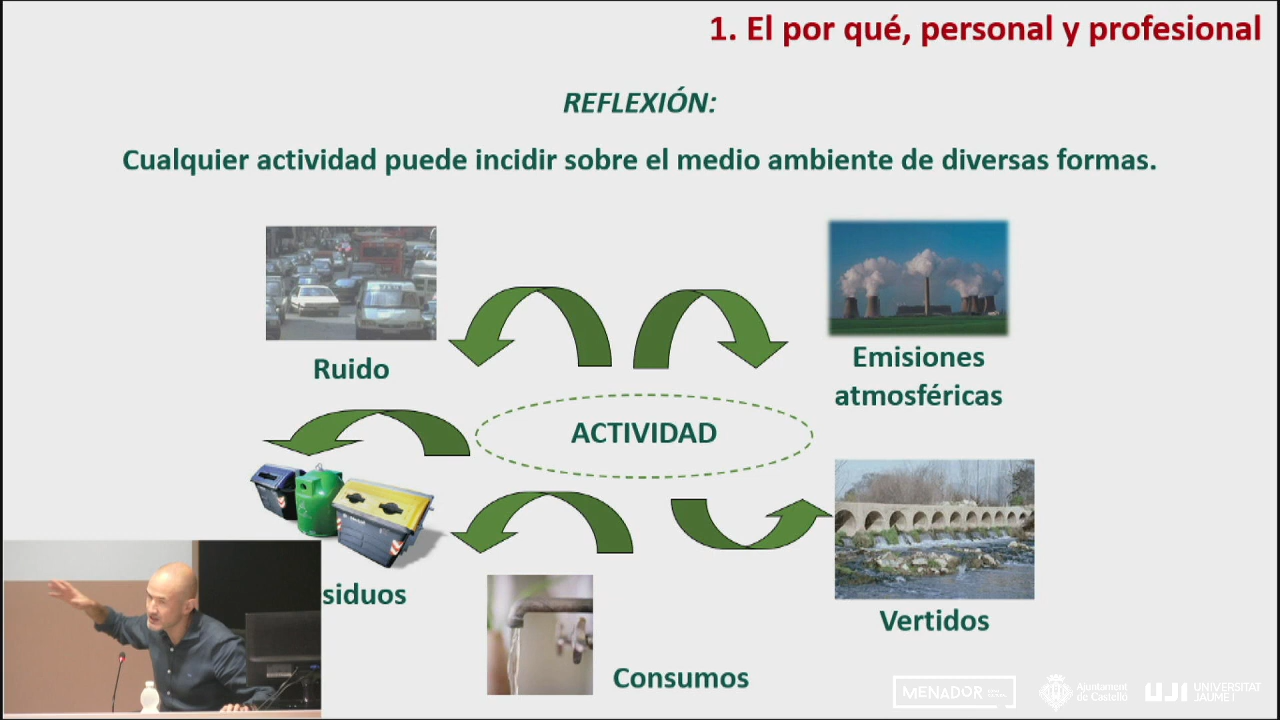 1. El por qué, personal y profesional
REFLEXIÓN:
Cualquier actividad puede incidir sobre el medio ambiente de diversas formas.
Ruido
Emisiones
atmosféricas
ACTIVIDAD
siduos
Vertidos
Consumos
MENADOR
Ajuntament
de Castelló
UJI UNIVERSITAT
JAUME I